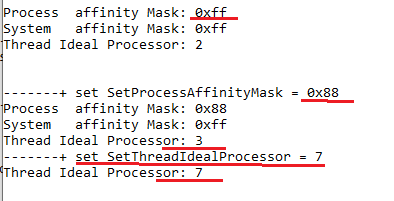 Process  affinity Mask: 0xff
System   affinity Mask: 0xff
Thread Ideal Processor: 2
-------+ set SetProcessAffinityMask = 0x88
Process  affinity Mask: 0x88
System   affinity Mask: 0xff
Thread Ideal Processor: 3
-------+ set SetThreadIdealProcessor = 7
Thread Ideal Processor: 7